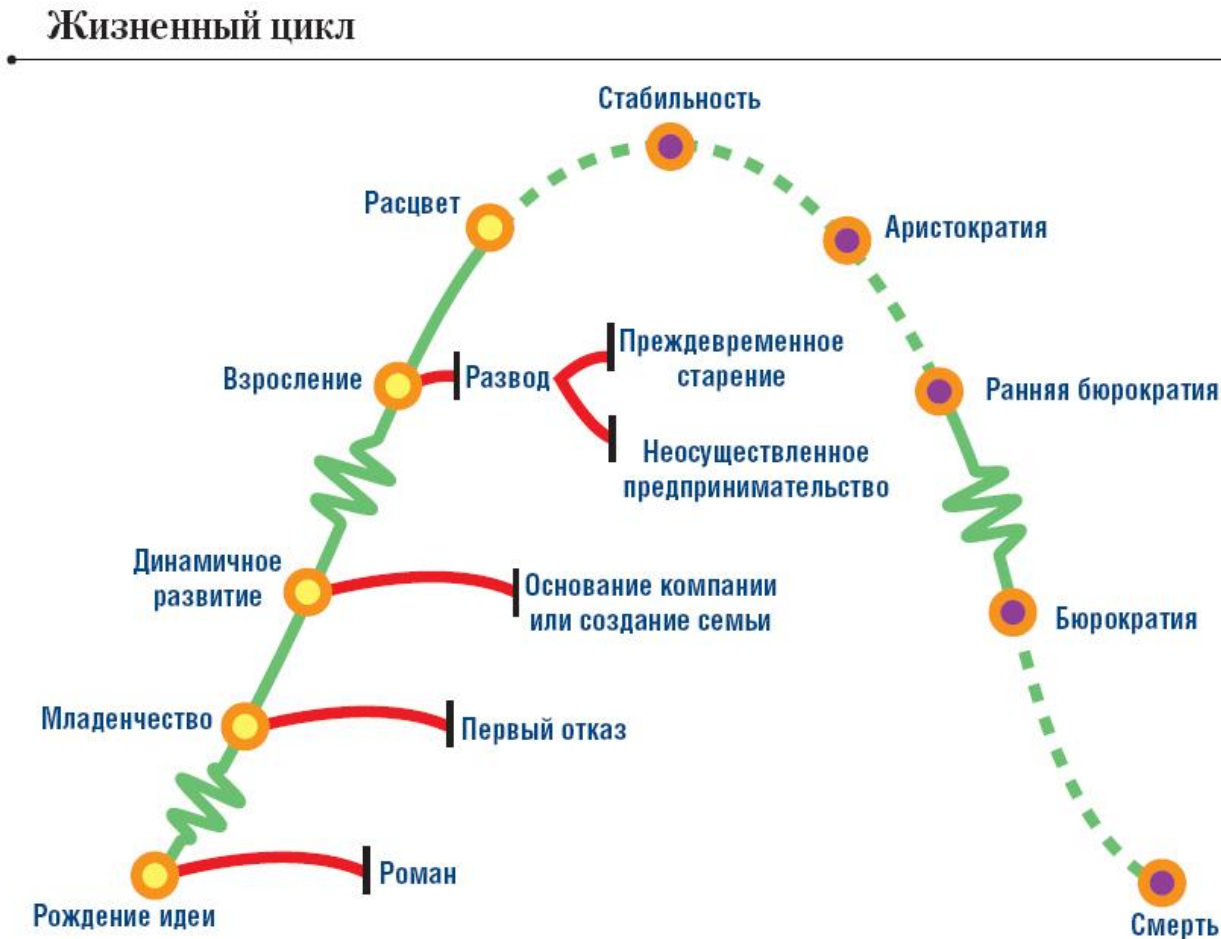 Жизненный цикл
Стабильность
Расцвет
Аристократия
Взросление
Развод
Преждевременное
старение
Неосуществленное
предпринимательство
Ранняя бюрократия
Динамичное
развитие
Основание компании
или создание семьи
Бюрократия
Младенчество
Первый отказ
Роман
Рождение идеи
Смерть